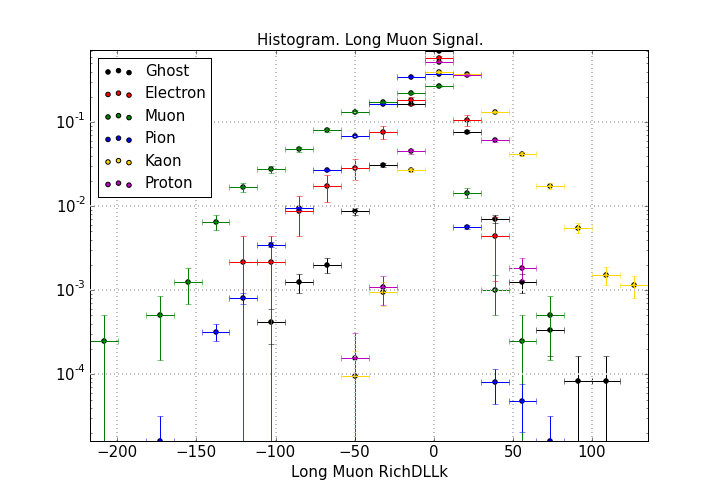 Histogram. Long Muon Signal.
Ghost
Electron
Muon
Pion
Kaon
Proton
10^-1
10^-2
10^-3
10^-4
−200 −150 −100 −50 0 50 100
Long Muon RichDLLk